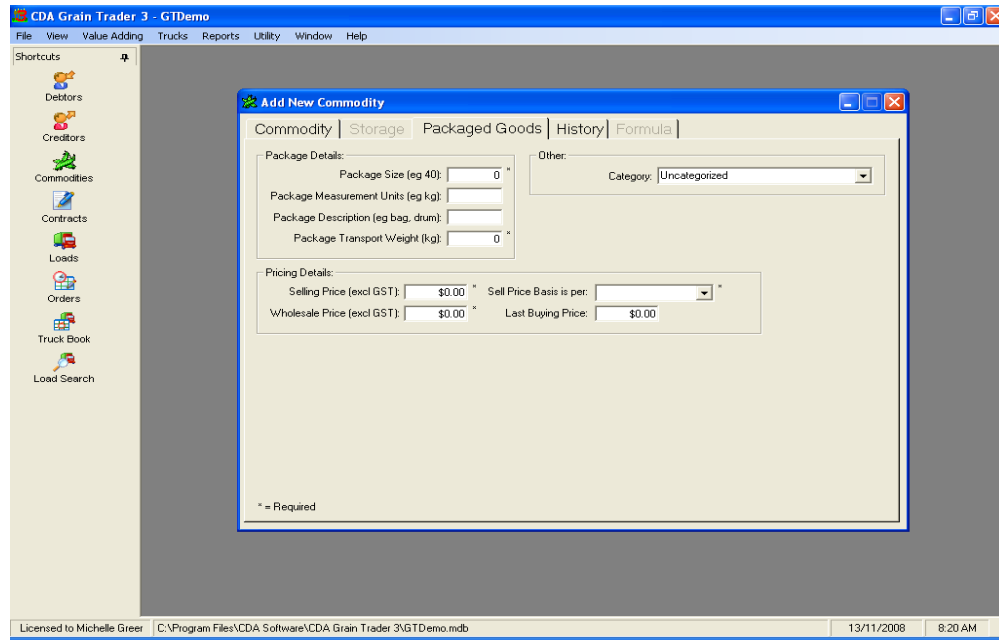 CDA Grain Trader 3 - GTDemo
File View Value Adding Trucks Reports Utility Window Help
Shortcuts
Debtors
Creditors
Commodities
Contracts
Loads
Orders
Truck Book
Load Search
Add New Commodity
Commodity Storage Packaged Goods History Formula
Package Details:
Package Size (eg 40): 0 *
Package Measurement Units (eg kg):
Package Description (eg bag, drum):
Package Transport Weight (kg): 0 *
Other:
Category: Uncategorized
Pricing Details:
Selling Price (excl GST): $0.00 * Sell Price Basis is per: *
Wholesale Price (excl GST): $0.00 * Last Buying Price: $0.00
* = Required
Licensed to Michelle Greer C:\Program Files\CDA Software\CDA Grain Trader 3\GTDemo.mdb 13/11/2008 8:20 AM